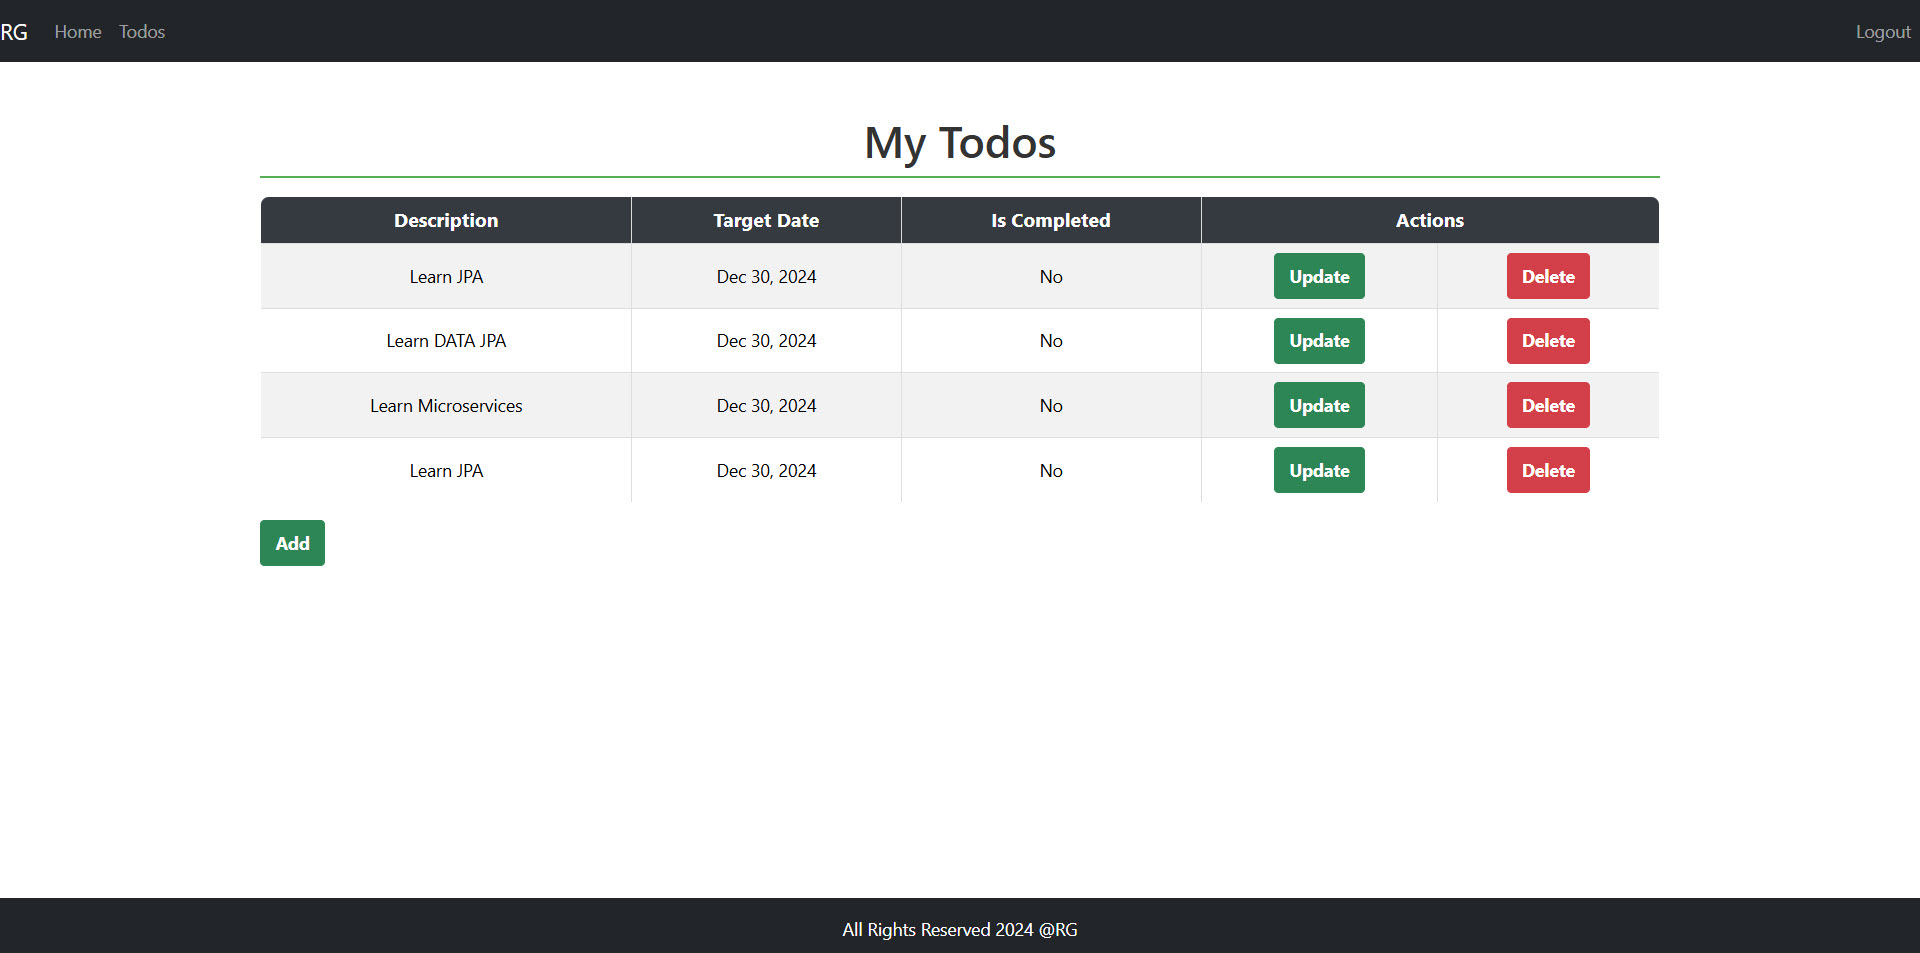 RG Home Todos Logout
My Todos
Description Target Date Is Completed Actions
Learn JPA Dec 30, 2024 No Update Delete
Learn DATA JPA Dec 30, 2024 No Update Delete
Learn Microservices Dec 30, 2024 No Update Delete
Learn JPA Dec 30, 2024 No Update Delete
Add
All Rights Reserved 2024 @RG